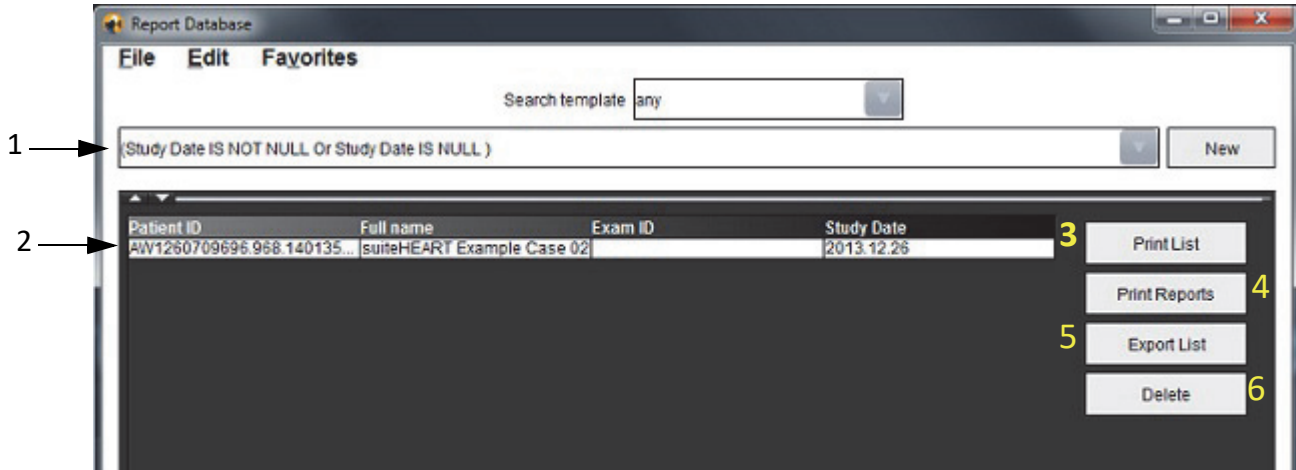 Report Database
File Edit Favorites
Search template any
1 (Study Date IS NOT NULL Or Study Date IS NULL ) New
Patient ID Full name Exam ID Study Date
2 AW1260709696.968.140135... suiteHEART Example Case 02 2013.12.26
3 Print List
Print Reports 4
5 Export List
Delete 6